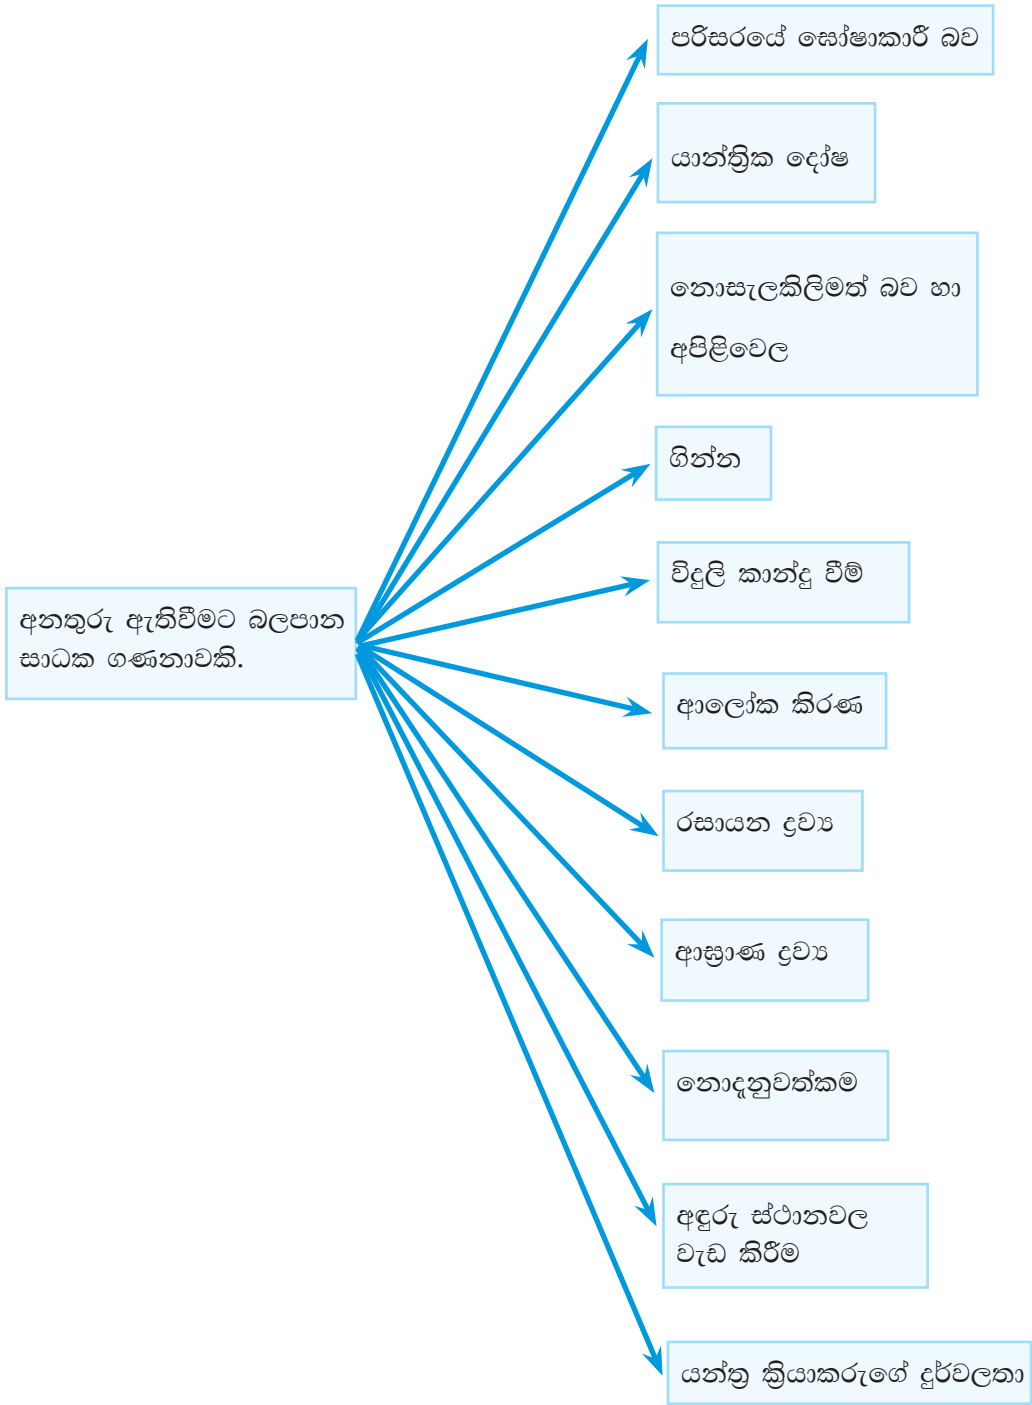 පරිසරයේ ඝෝෂාකාරී බව
යාන්ත්‍රික දෝෂ
නොසැලකිලිමත් බව හා
අපිළිවෙල
ගින්න
විදුලි කාන්දු වීම්
අනතුරු ඇතිවීමට බලපාන
සාධක ගණනාවකි.
ආලෝක කිරණ
රසායන ද්‍රව්‍ය
ආඝ්‍රාණ ද්‍රව්‍ය
නොදැනුවත්කම
අඳුරු ස්ථානවල
වැඩ කිරීම
යන්ත්‍ර ක්‍රියාකරුගේ දුර්වලතා